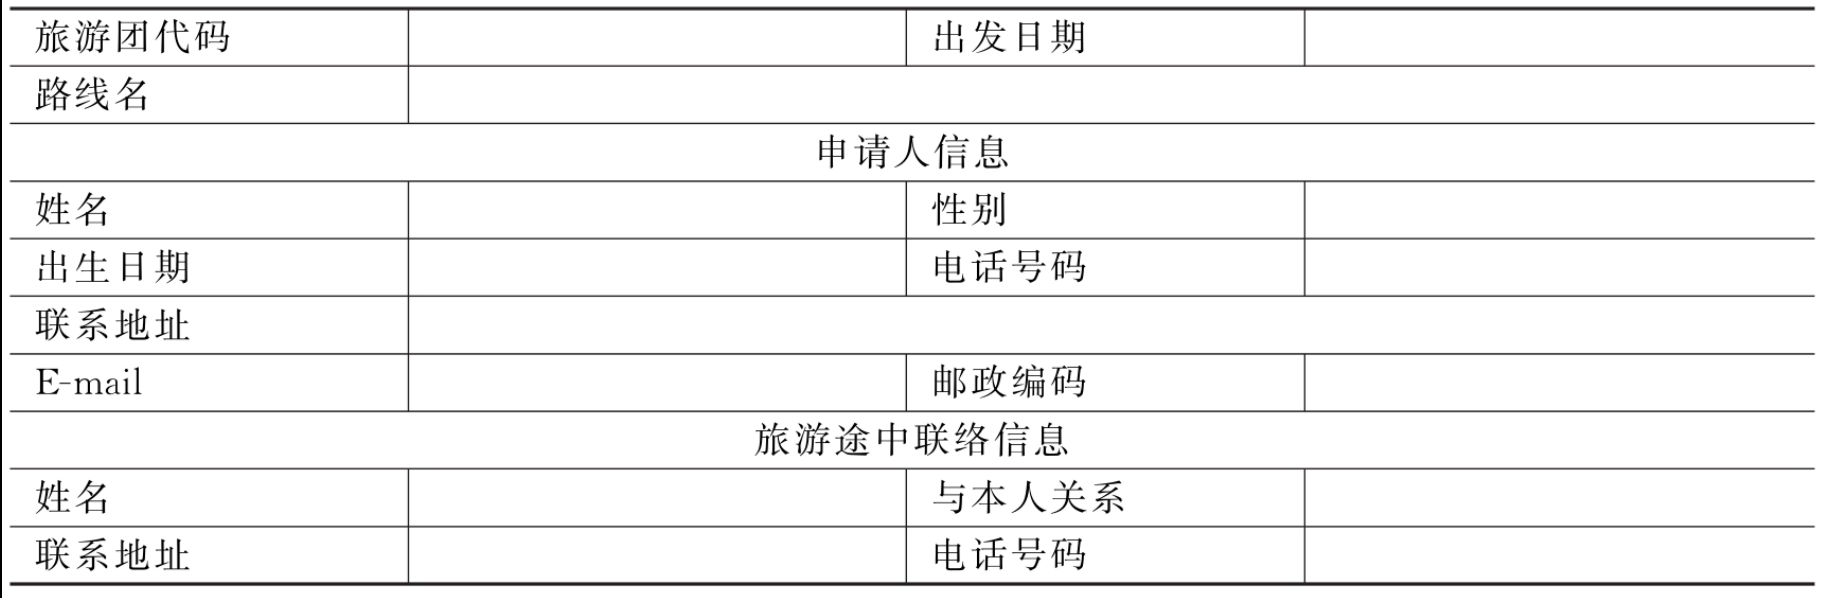 旅游团代码 出发日期
路线名
申请人信息
姓名 性别
出生日期 电话号码
联系地址
E-mail 邮政编码
旅游途中联络信息
姓名 与本人关系
联系地址 电话号码